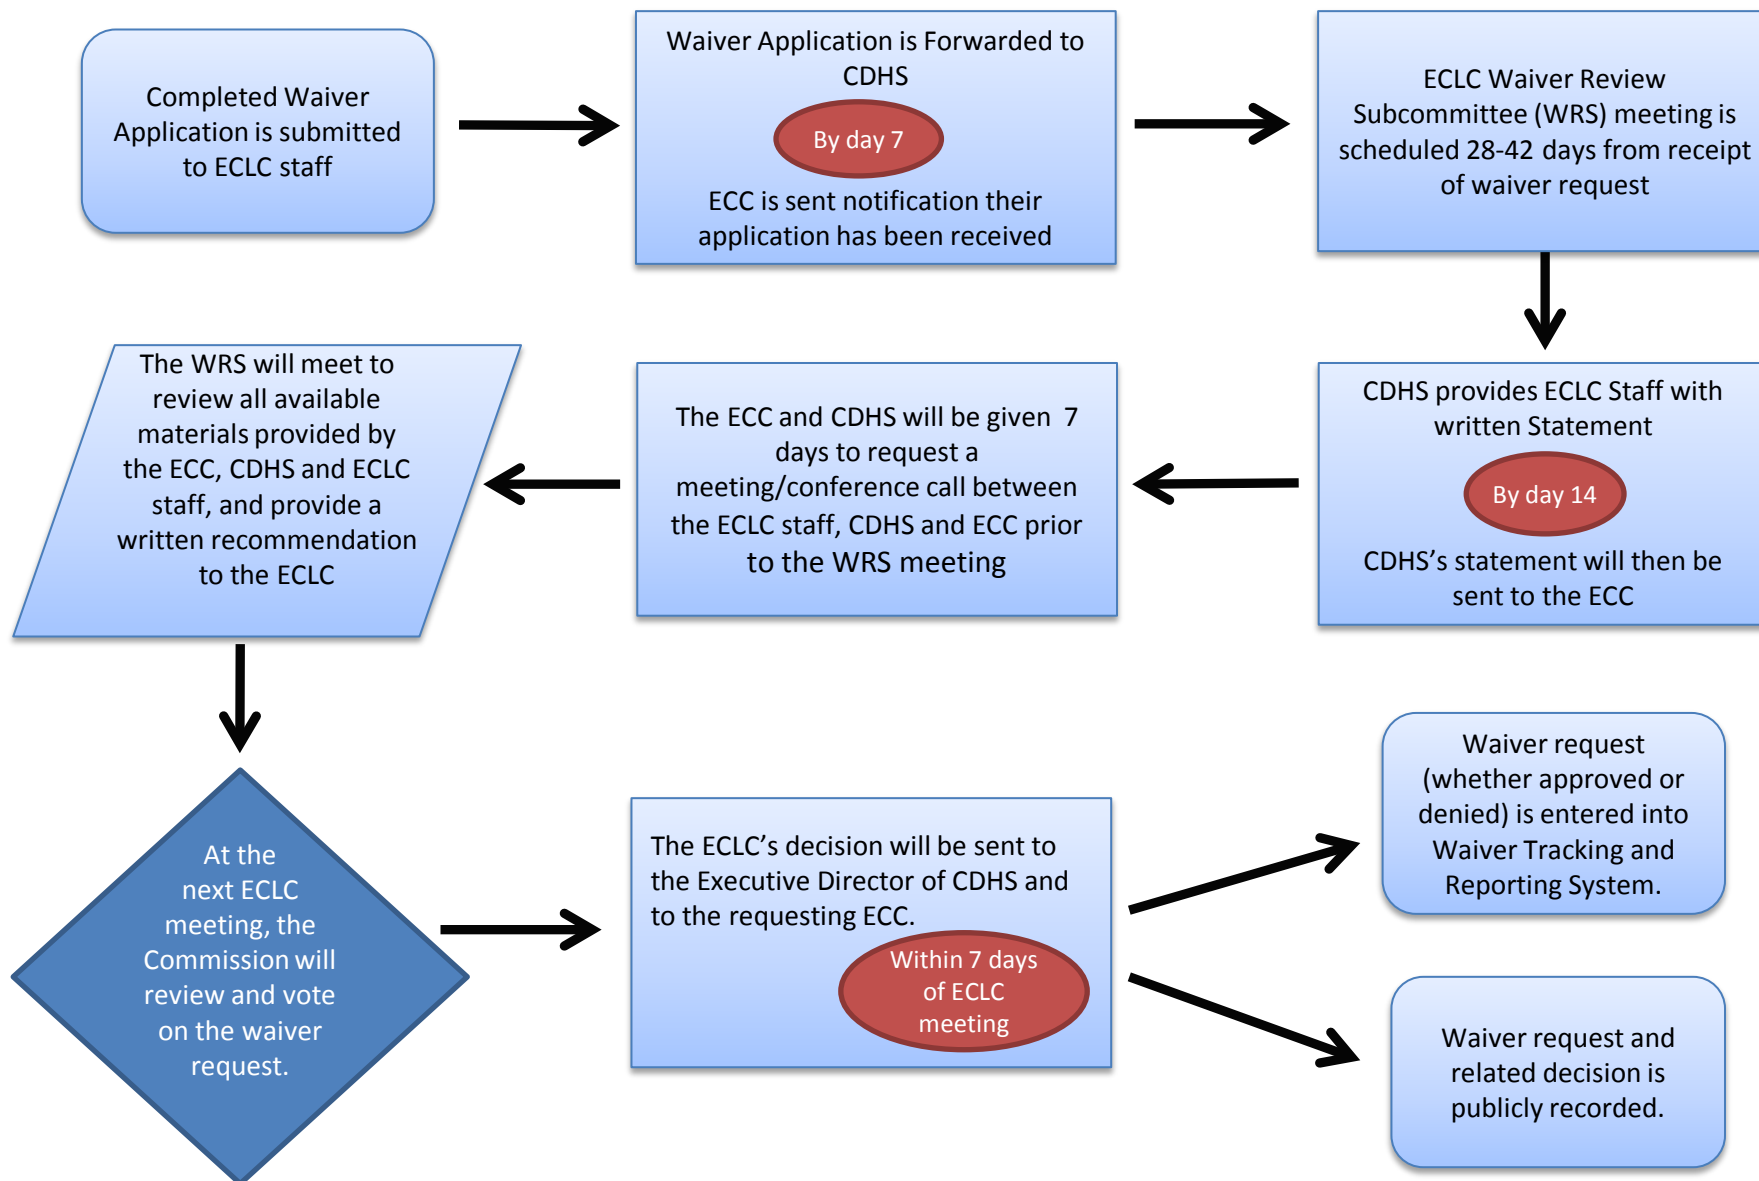 Completed Waiver
Application is submitted
to ECLC staff
Waiver Application is Forwarded to
CDHS
By day 7
ECC is sent notification their
application has been received
ECLC Waiver Review
Subcommittee (WRS) meeting is
scheduled 28-42 days from receipt
of waiver request
CDHS provides ECLC Staff with
written Statement
By day 14
CDHS's statement will then be
sent to the ECC
The ECC and CDHS will be given  7
days to request a
meeting/conference call between
the ECLC staff, CDHS and ECC prior
to the WRS meeting
The WRS will meet to
review all available
materials provided by
the ECC, CDHS and ECLC
staff, and provide a
written recommendation
to the ECLC
At the
next ECLC
meeting, the
Commission will
review and vote
on the waiver
request.
The ECLC's decision will be sent to
the Executive Director of CDHS and
to the requesting ECC.
Within 7 days
of ECLC
meeting
Waiver request
(whether approved or
denied) is entered into
Waiver Tracking and
Reporting System.
Waiver request and
related decision is
publicly recorded.